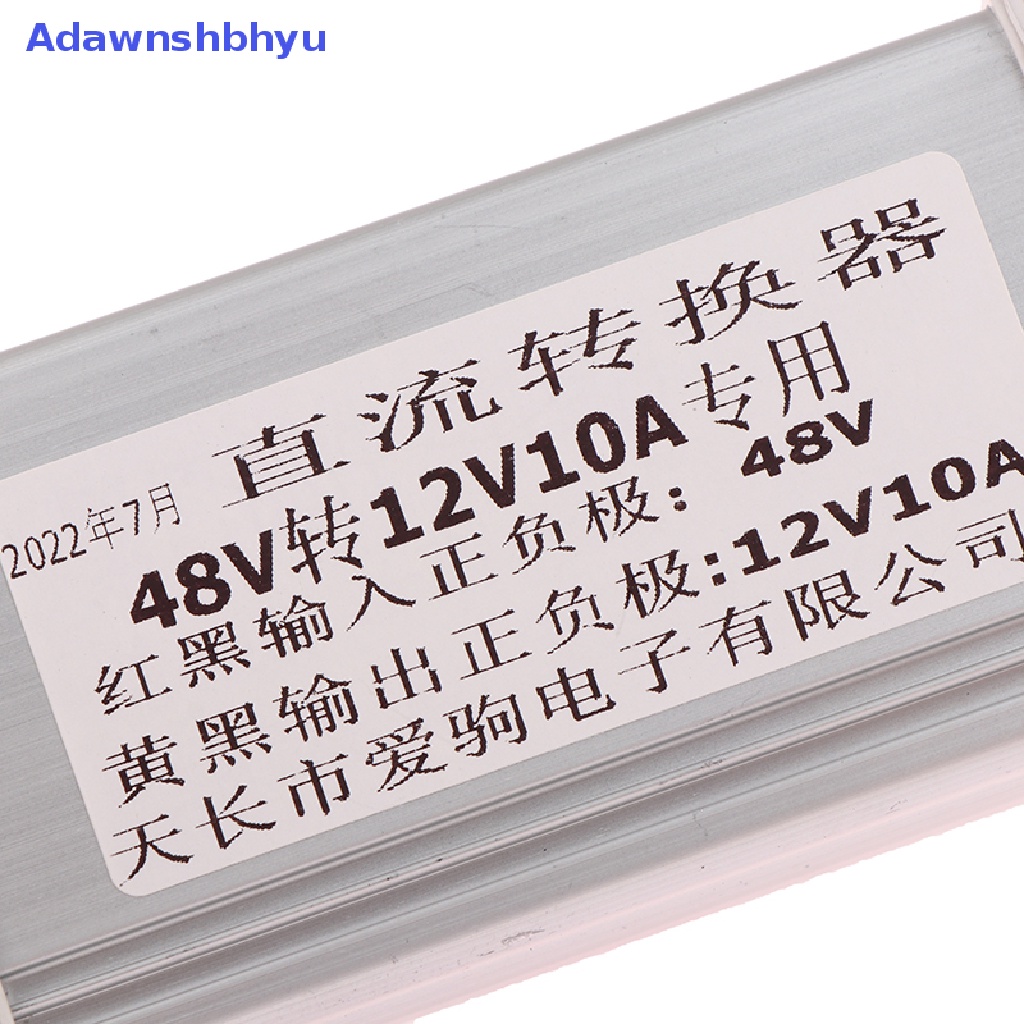 Adawnshbhyu
直流转换器
2022年7月
48V转12V10A专用
红黑输入正负极: 48V
黄黑输出正负极:12V10A
天长市爱驹电子有限公司